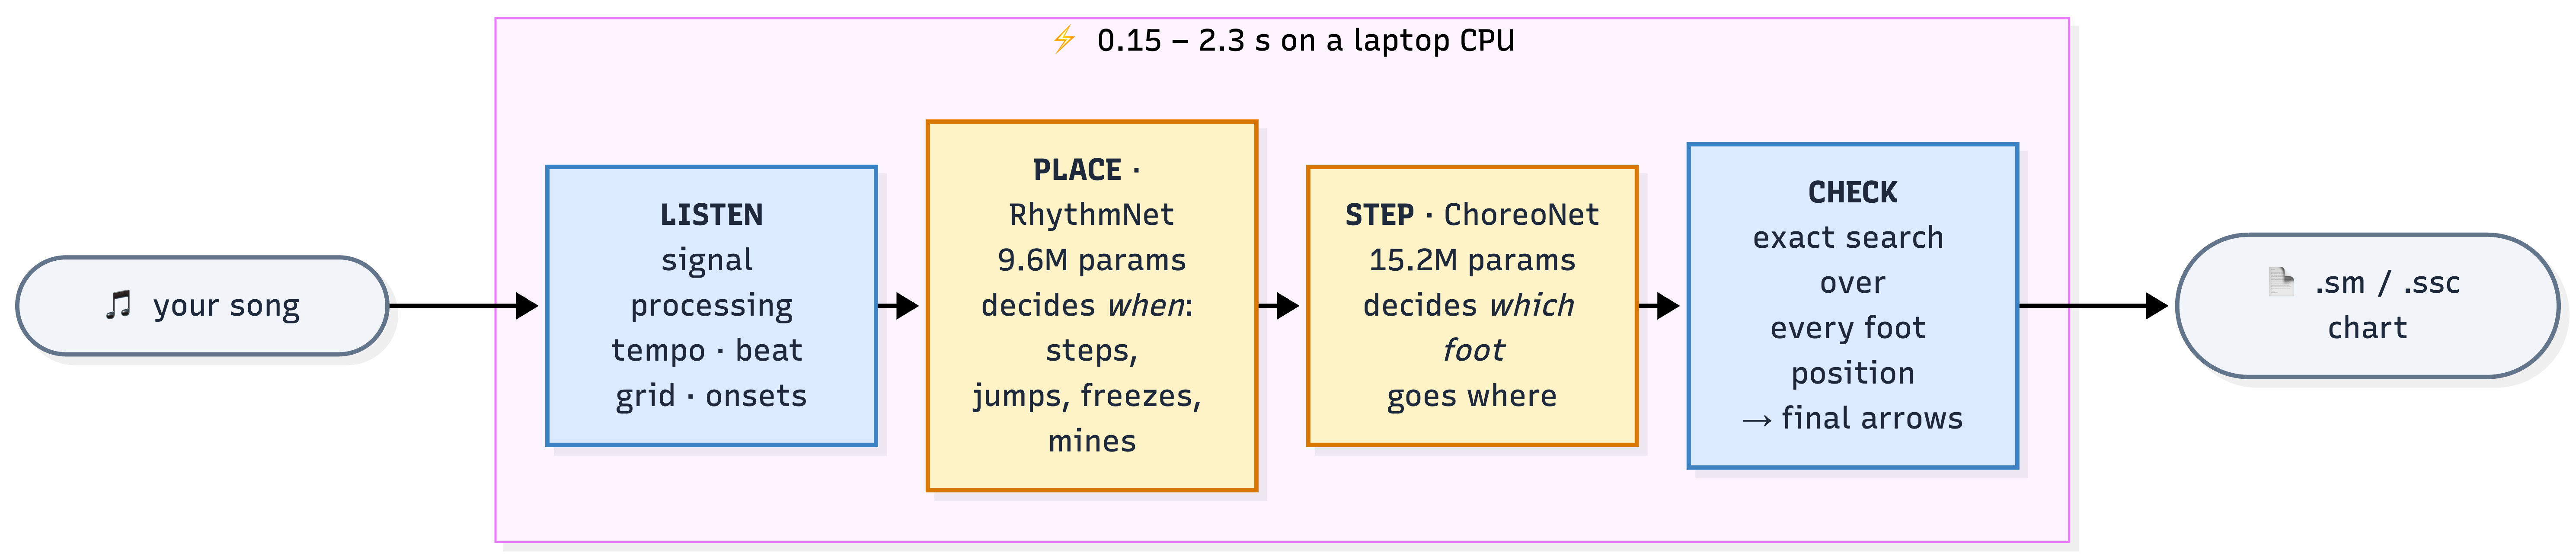 ⚡ 0.15 – 2.3 s on a laptop CPU
🎵 your song
LISTEN
signal
processing
tempo · beat
grid · onsets
PLACE ·
RhythmNet
9.6M params
decides when:
steps,
jumps, freezes,
mines
STEP · ChoreoNet
15.2M params
decides which
foot
goes where
CHECK
exact search
over
every foot
position
→ final arrows
📄 .sm / .ssc
chart